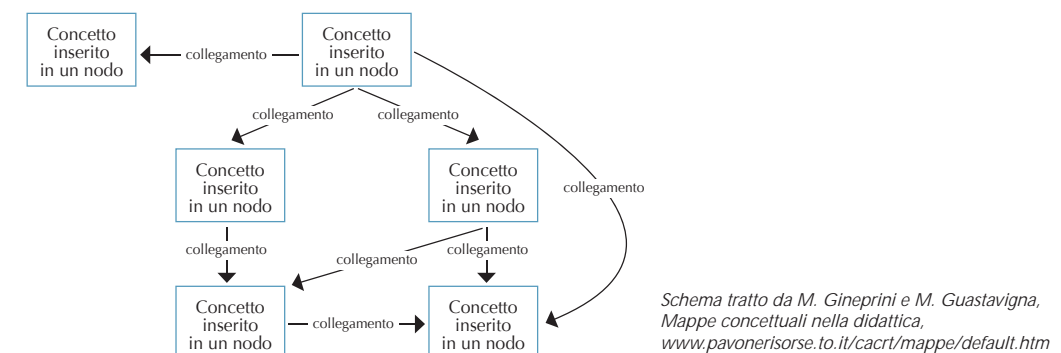 Concetto
inserito
in un nodo
collegamento
Concetto
inserito
in un nodo
collegamento
collegamento
Concetto
inserito
in un nodo
Concetto
inserito
in un nodo
collegamento
collegamento
collegamento
collegamento
Concetto
inserito
in un nodo
collegamento
Concetto
inserito
in un nodo
Schema tratto da M. Gineprini e M. Guastavigna,
Mappe concettuali nella didattica,
www.pavonerisorse.to.it/cacrt/mappe/default.htm